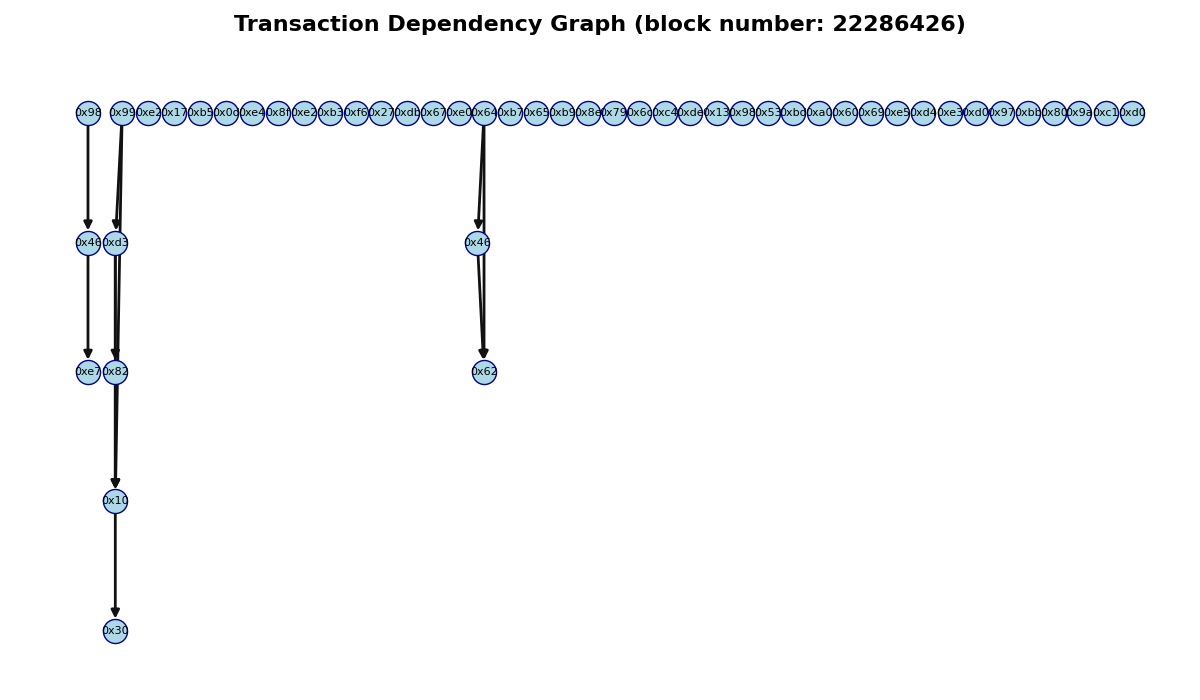 Transaction Dependency Graph (block number: 22286426)
0x98 0x99 0xe2 0x17 0xb5 0x0d 0xe4 0x8f 0xe2 0xb3 0xf6 0x27 0xdb 0x67 0xe0 0x64 0xb7 0x65 0xb9 0x8e 0x79 0x6c 0xc4 0xde 0x13 0x98 0x53 0xbd 0xa0 0x60 0x69 0xe5 0xd4 0xe3 0xd0 0x97 0xbb 0x80 0x9a 0xc1 0xd0
0x46 0xd3 0x46
0xe7 0x82 0x62
0x10
0x30